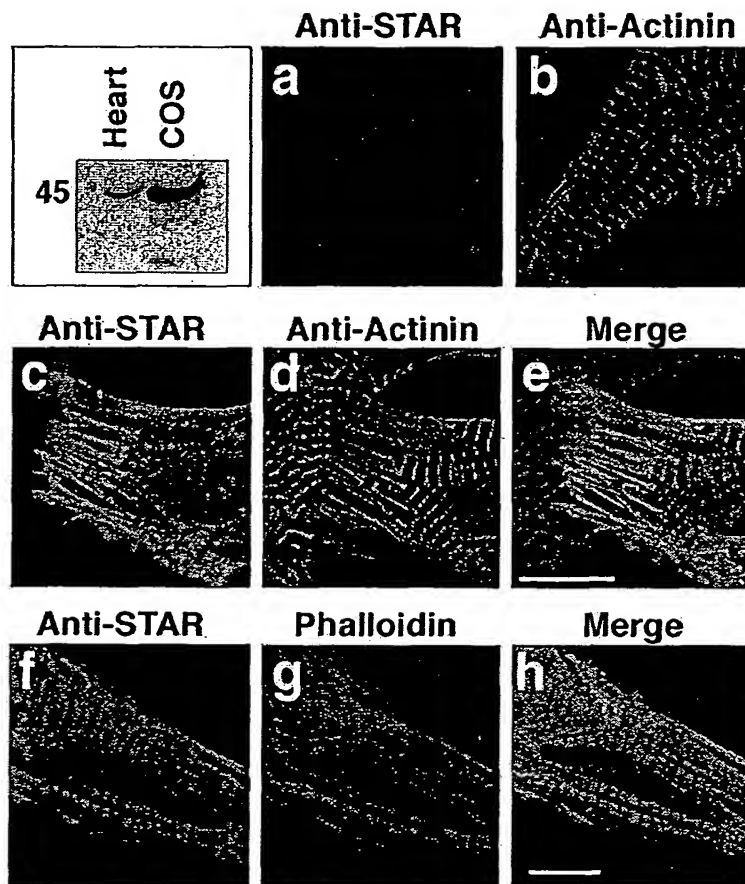 Anti-STAR Anti-Actinin
Heart
COS
45
a
b
Anti-STAR Anti-Actinin Merge
c
d
e
Anti-STAR Phalloidin Merge
f
g
h